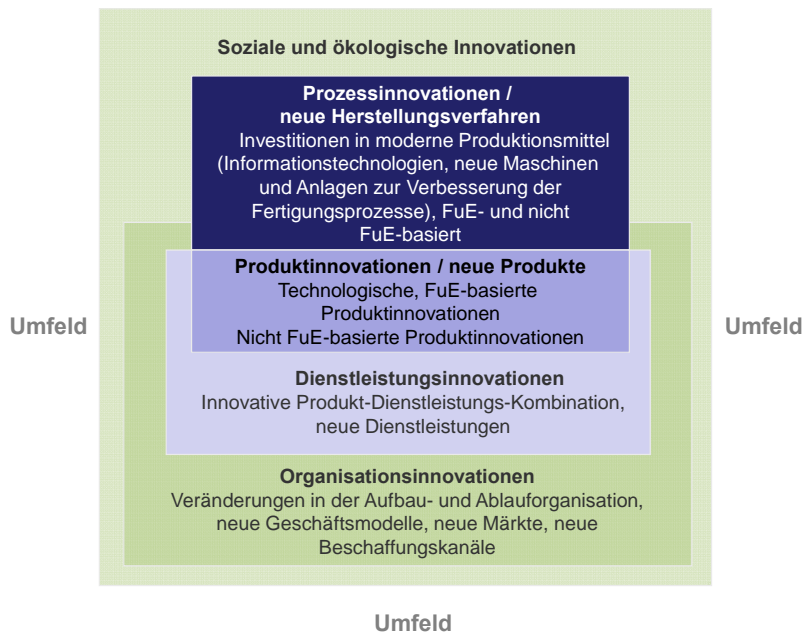 Soziale und ökologische Innovationen
Prozessinnovationen /
neue Herstellungsverfahren
Investitionen in moderne Produktionsmittel
(Informationstechnologien, neue Maschinen
und Anlagen zur Verbesserung der
Fertigungsprozesse), FuE- und nicht
FuE-basiert
Produktinnovationen / neue Produkte
Technologische, FuE-basierte
Produktinnovationen
Nicht FuE-basierte Produktinnovationen
Umfeld
Umfeld
Dienstleistungsinnovationen
Innovative Produkt-Dienstleistungs-Kombination,
neue Dienstleistungen
Organisationsinnovationen
Veränderungen in der Aufbau- und Ablauforganisation,
neue Geschäftsmodelle, neue Märkte, neue
Beschaffungskanäle
Umfeld